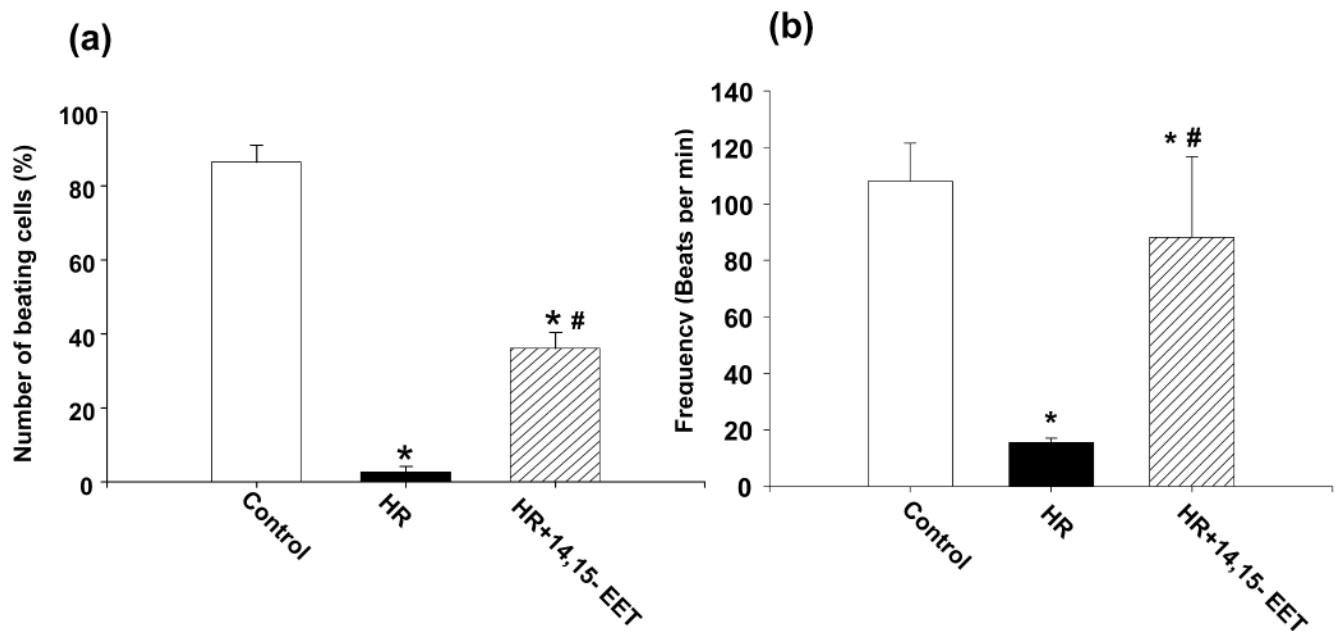 (a)
Number of beating cells (%)
100
80
60
40
20
0
*
* #
Control
HR
HR+14,15- EET
(b)
Frequency (Beats per min)
140
120
100
80
60
40
20
0
*
* #
Control
HR
HR+14,15- EET